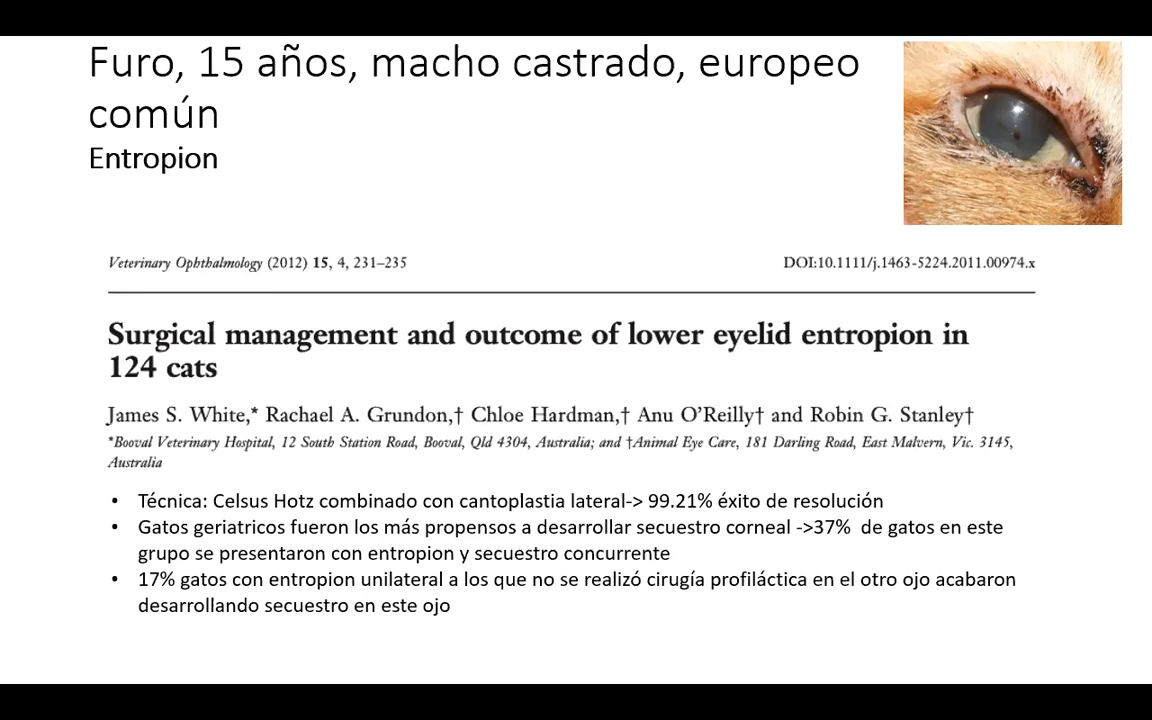 Furo, 15 años, macho castrado, europeo
común
Entropion
Veterinary Ophthalmology (2012) 15, 4, 231–235
DOI:10.1111/j.1463-5224.2011.00974.x
Surgical management and outcome of lower eyelid entropion in
124 cats
James S. White,* Rachael A. Grundon,† Chloe Hardman,† Anu O'Reilly† and Robin G. Stanley†
*Booval Veterinary Hospital, 12 South Station Road, Booval, Qld 4304, Australia; and †Animal Eye Care, 181 Darling Road, East Malvern, Vic. 3145,
Australia
• Técnica: Celsus Hotz combinado con cantoplastia lateral-> 99.21% éxito de resolución
• Gatos geriatricos fueron los más propensos a desarrollar secuestro corneal ->37% de gatos en este
grupo se presentaron con entropion y secuestro concurrente
• 17% gatos con entropion unilateral a los que no se realizó cirugía profiláctica en el otro ojo acabaron
desarrollando secuestro en este ojo